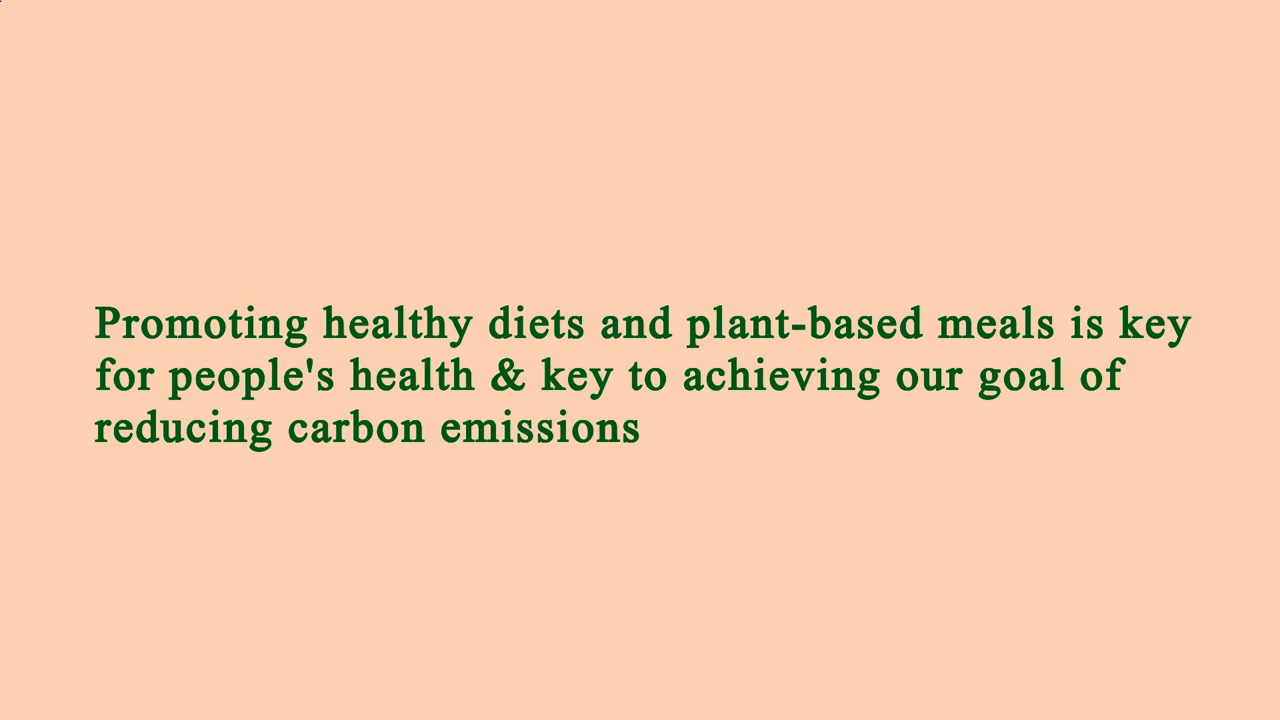 Promoting healthy diets and plant-based meals is key
for people's health & key to achieving our goal of
reducing carbon emissions